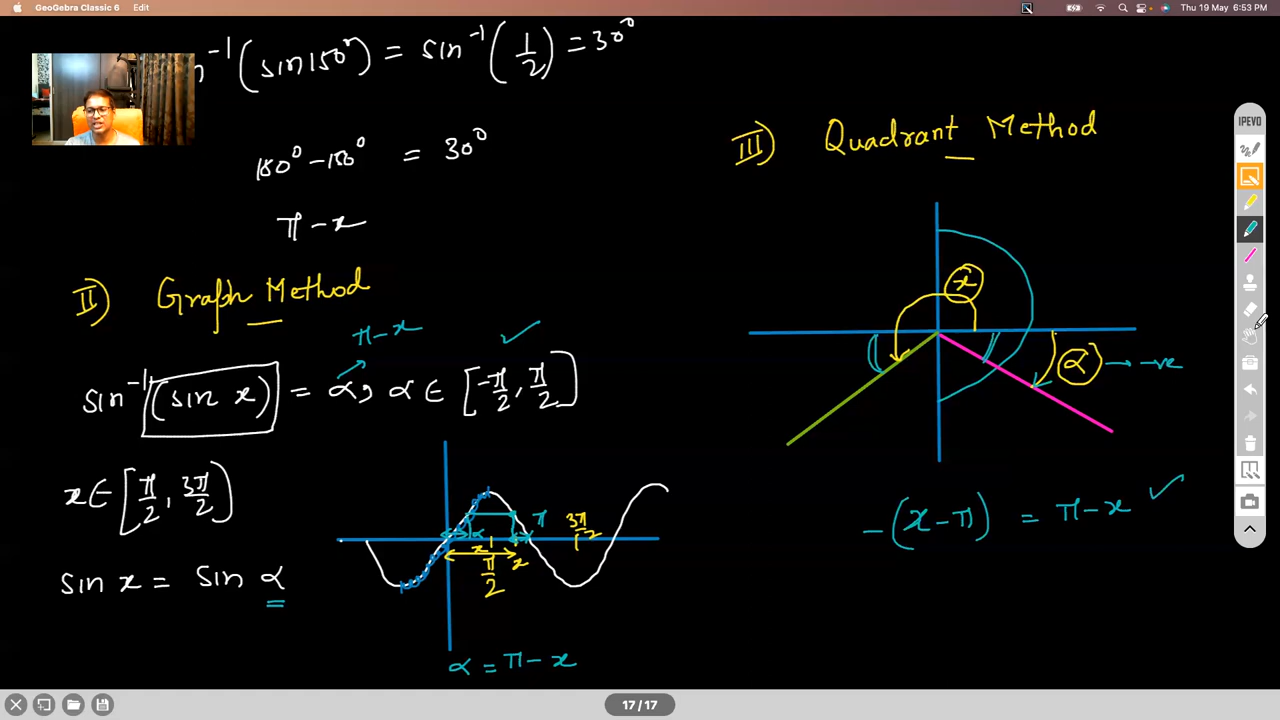 GeoGebra Classic 6 Edit Thu 19 May 6:53 PM
⁻¹(sin150°) = sin⁻¹(1/2) = 30°
180° - 150° = 30°
π - x
II) Graph Method
π - x
sin⁻¹(sin x) = α, α ∈ [-π/2, π/2]
x ∈ [π/2, 3π/2]
sin x = sin α
α
π
3π/2
x
x
π/2
α = π - x
III) Quadrant Method
x
α → -ve
-(x - π) = π - x
IPEVO
17 / 17